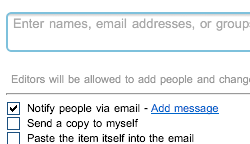 Enter names, email addresses, or group
Editors will be allowed to add people and chang
Notify people via email - Add message
Send a copy to myself
Paste the item itself into the email